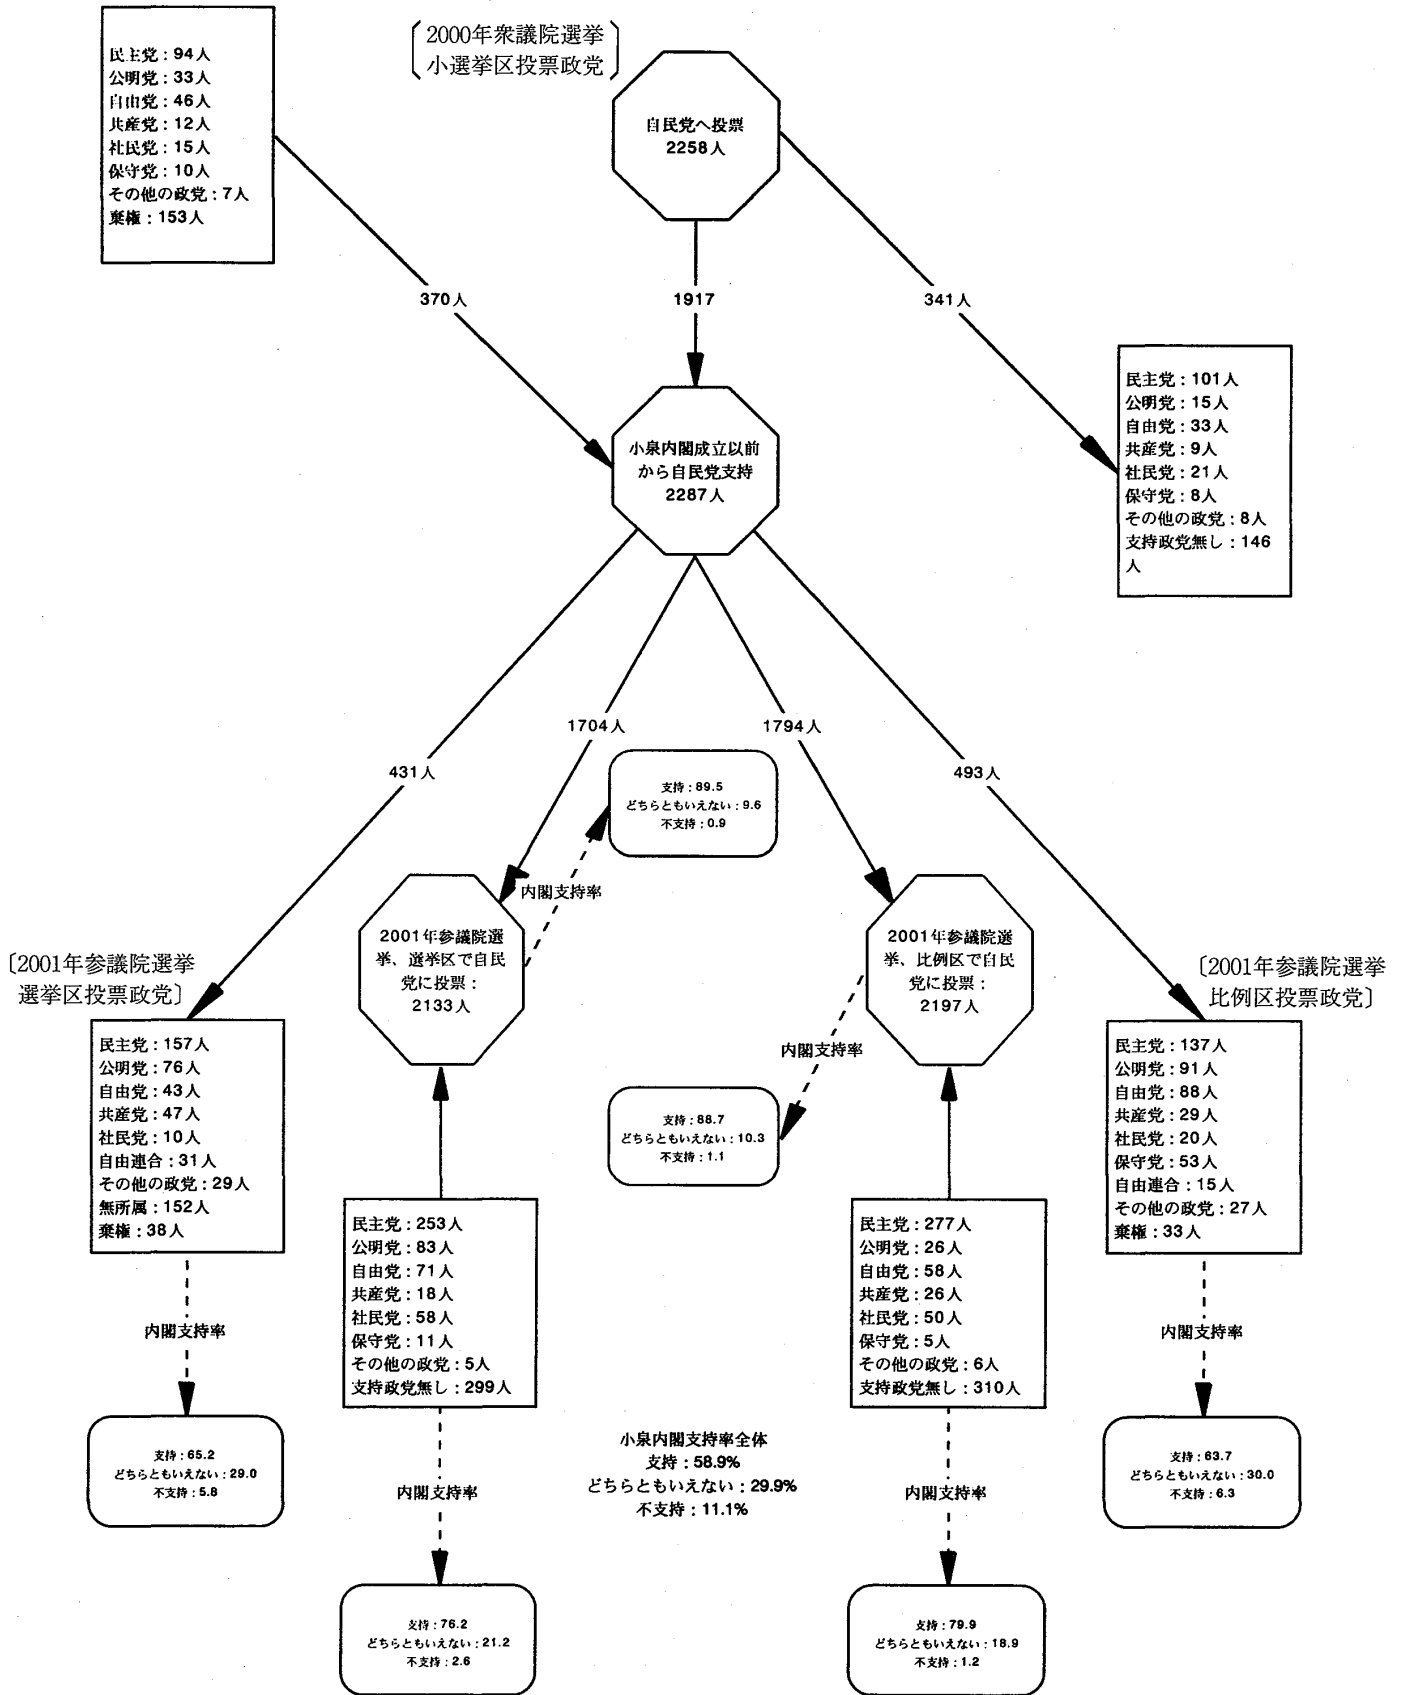 〔2000年衆議院選挙
小選挙区投票政党〕
民主党：94人
公明党：33人
自由党：46人
共産党：12人
社民党：15人
保守党：10人
その他の政党：7人
棄権：153人
自民党へ投票
2258人
370人
1917
341人
小泉内閣成立以前
から自民党支持
2287人
民主党：101人
公明党：15人
自由党：33人
共産党：9人
社民党：21人
保守党：8人
その他の政党：8人
支持政党無し：146
人
431人
1704人
1794人
493人
支持：89.5
どちらともいえない：9.6
不支持：0.9
内閣支持率
2001年参議院選
挙、選挙区で自民
党に投票：
2133人
2001年参議院選
挙、比例区で自民
党に投票：
2197人
内閣支持率
支持：88.7
どちらともいえない：10.3
不支持：1.1
〔2001年参議院選挙
選挙区投票政党〕
民主党：157人
公明党：76人
自由党：43人
共産党：47人
社民党：10人
自由連合：31人
その他の政党：29人
無所属：152人
棄権：38人
〔2001年参議院選挙
比例区投票政党〕
民主党：137人
公明党：91人
自由党：88人
共産党：29人
社民党：20人
保守党：53人
自由連合：15人
その他の政党：27人
棄権：33人
民主党：253人
公明党：83人
自由党：71人
共産党：18人
社民党：58人
保守党：11人
その他の政党：5人
支持政党無し：299人
民主党：277人
公明党：26人
自由党：58人
共産党：26人
社民党：50人
保守党：5人
その他の政党：6人
支持政党無し：310人
内閣支持率
支持：65.2
どちらともいえない：29.0
不支持：5.8
内閣支持率
支持：76.2
どちらともいえない：21.2
不支持：2.6
小泉内閣支持率全体
支持：58.9%
どちらともいえない：29.9%
不支持：11.1%
内閣支持率
支持：79.9
どちらともいえない：18.9
不支持：1.2
内閣支持率
支持：63.7
どちらともいえない：30.0
不支持：6.3